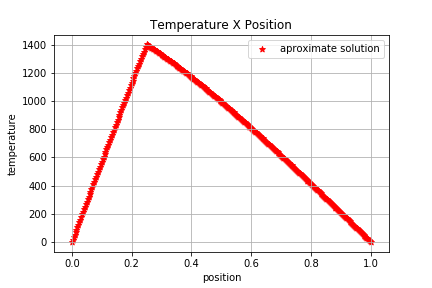 Temperature X Position
aproximate solution
temperature
1400
1200
1000
800
600
400
200
0
0.0 0.2 0.4 0.6 0.8 1.0
position